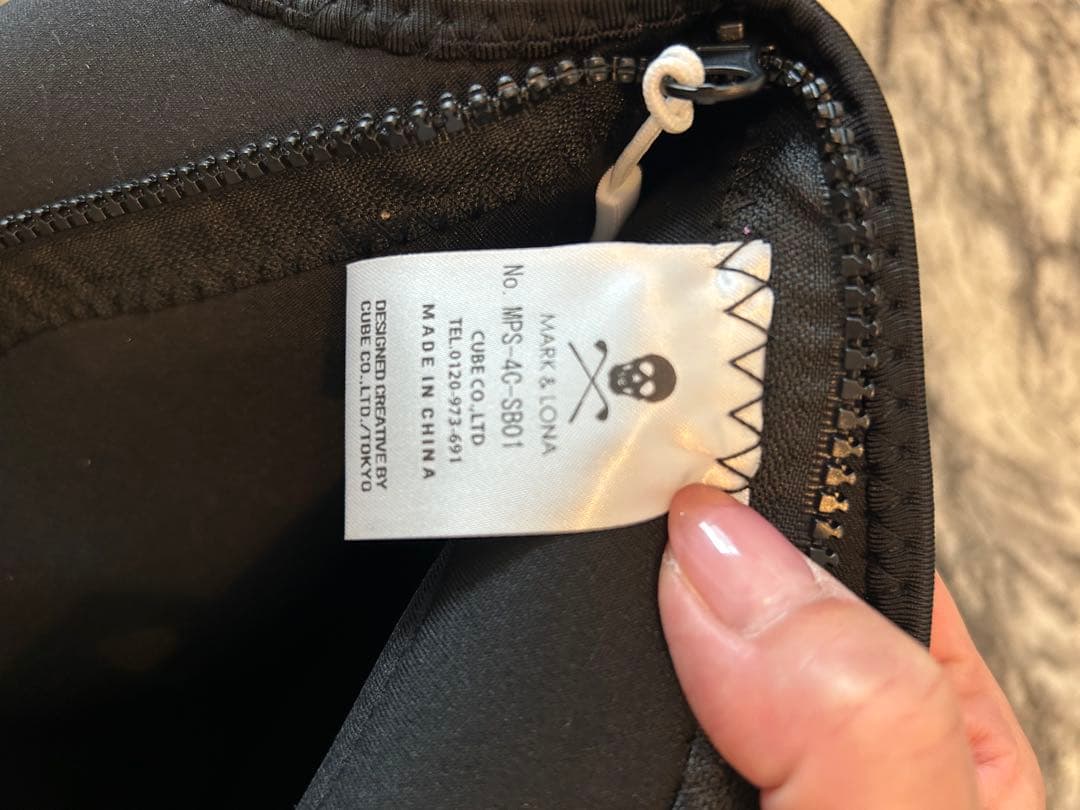 MARK & LONA
No. MPS-4C-SB01
CUBE CO.,LTD
TEL.0120-973-691
MADE IN CHINA
DESIGNED CREATIVE.BY
CUBE CO.,LTD./TOKYO